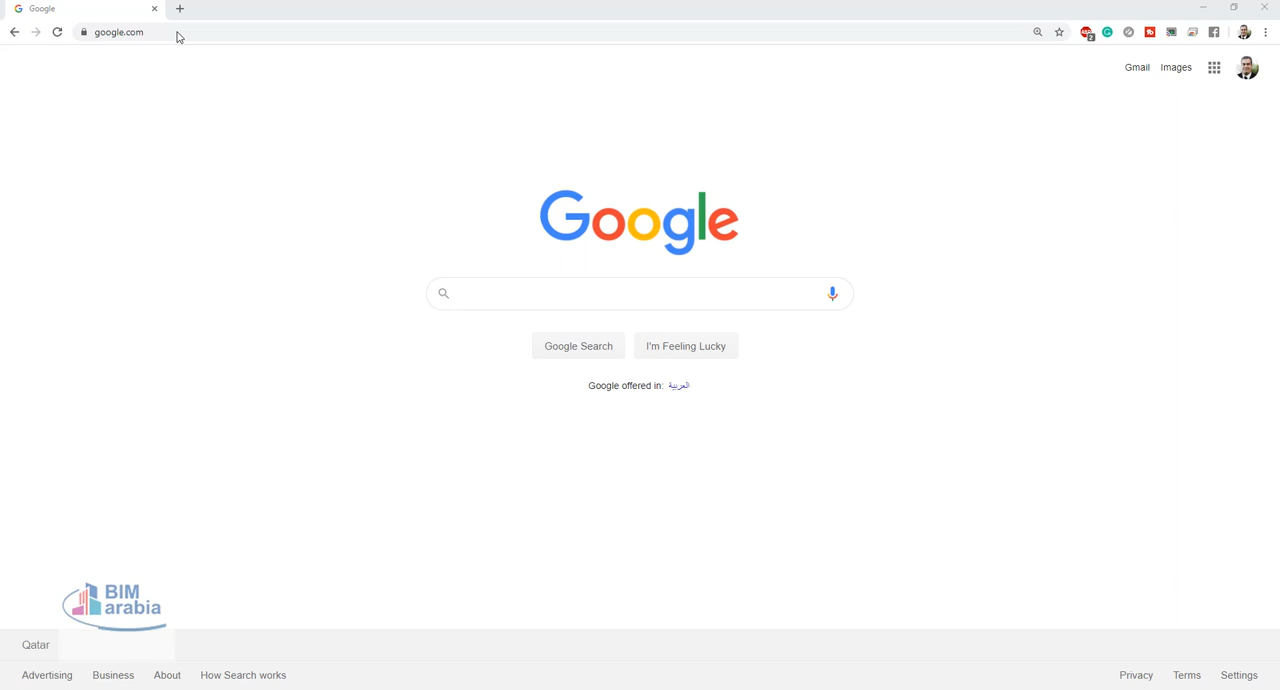 Google
google.com
Gmail Images
Google
Google Search I'm Feeling Lucky
Google offered in: العربية
BIM
arabia
Qatar
Advertising Business About How Search works Privacy Terms Settings